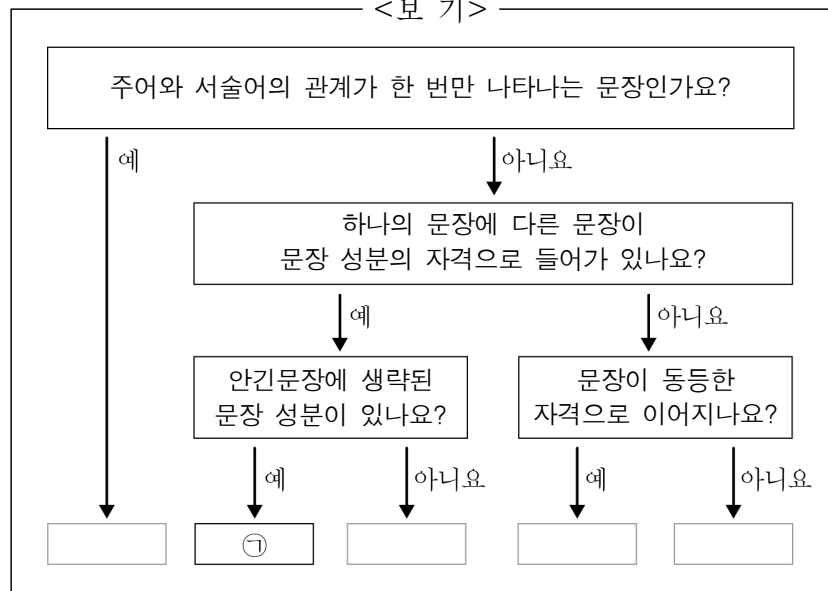 <보 기>
주어와 서술어의 관계가 한 번만 나타나는 문장인가요?
예
아니요
하나의 문장에 다른 문장이
문장 성분의 자격으로 들어가 있나요?
예
아니요
안긴문장에 생략된
문장 성분이 있나요?
문장이 동등한
자격으로 이어지나요?
예
아니요
예
아니요
㉠